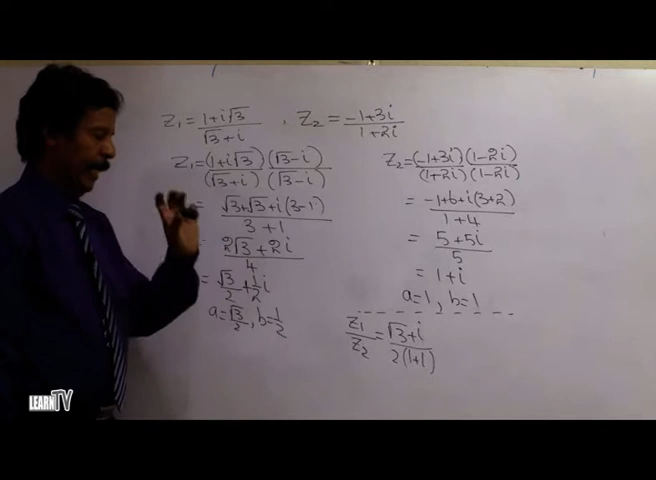 Z₁ = (1+i√3)/(√3+i) , Z₂ = (-1+3i)/(1+2i)
Z₁ = (1+i√3)(√3-i)/(√3+i)(√3-i)
= (√3+√3+i(3-1))/(3+1)
= (2√3+2i)/4
= √3/2 + 1/2 i
a=√3/2, b=1/2
Z₂ = (-1+3i)(1-2i)/(1+2i)(1-2i)
= (-1+6+i(3+2))/(1+4)
= (5+5i)/5
= 1+i
a=1, b=1
Z₁/Z₂ = (√3+i)/2(1+i)
LEARNTV